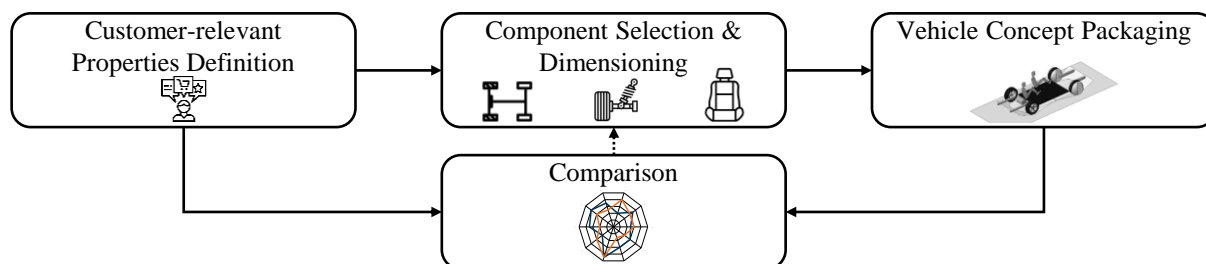 Customer-relevant
Properties Definition
Component Selection &
Dimensioning
Vehicle Concept Packaging
Comparison